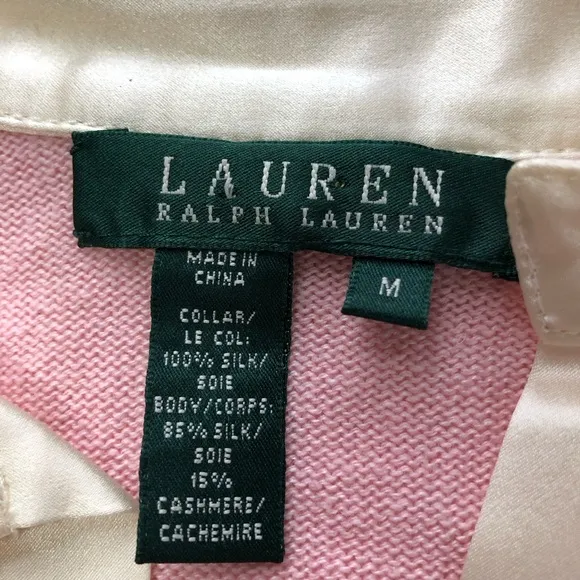 LAUREN
RALPH LAUREN
MADE IN
CHINA
COLLAR/
LE COL:
100% SILK/
SOIE
BODY/CORPS:
85% SILK/
SOIE
15%
CASHMERE/
CACHEMIRE
M